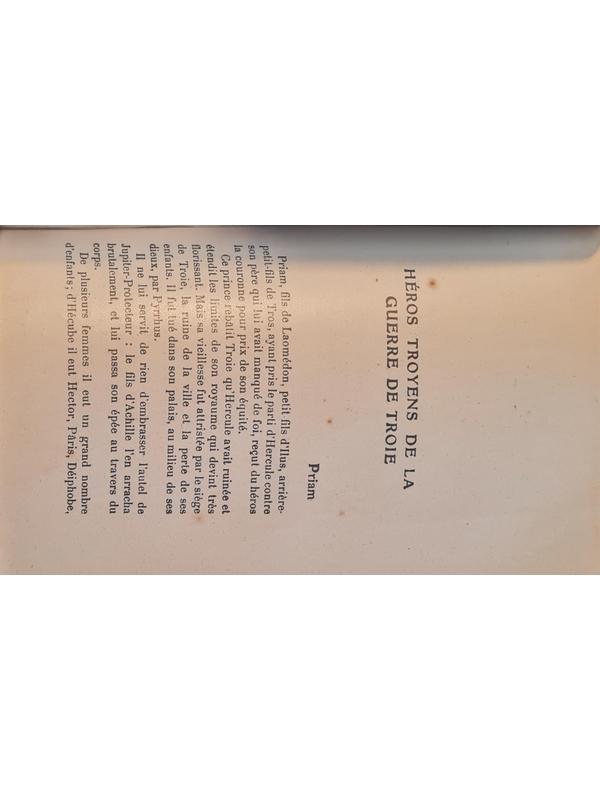 HÉROS TROYENS DE LA
GUERRE DE TROIE
Priam
Priam, fils de Laomédon, petit fils d'Ilus, arrière-
petit-fils de Tros, ayant pris le parti d'Hercule contre
son père qui lui avait manqué de foi, reçut du héros
la couronne pour prix de son équité.
Ce prince rebâtit Troie qu'Hercule avait ruinée et
étendit les limites de son royaume qui devint très
florissant. Mais sa vieillesse fut attristée par le siège
de Troie, la ruine de la ville et la perte de ses
enfants. Il fut tué dans son palais, au milieu de ses
dieux, par Pyrrhus.
Il ne lui servit de rien d'embrasser l'autel de
Jupiter-Protecteur : le fils d'Achille l'en arracha
brutalement, et lui passa son épée au travers du
corps.
De plusieurs femmes il eut un grand nombre
d'enfants; d'Hécube il eut Hector, Pâris, Déiphobe,